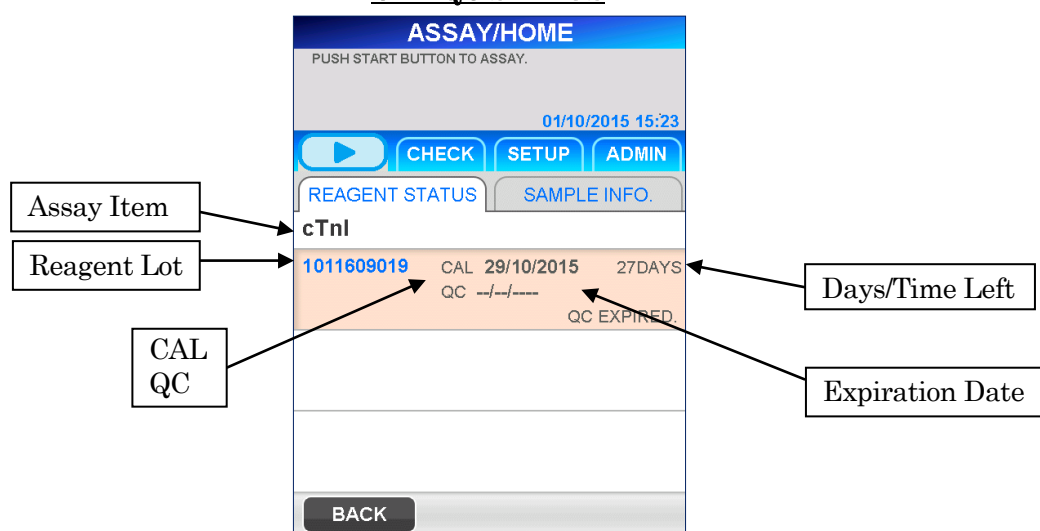 ASSAY/HOME
PUSH START BUTTON TO ASSAY.
01/10/2015 15:23
CHECK SETUP ADMIN
REAGENT STATUS SAMPLE INFO.
Assay Item
cTnI
Reagent Lot
1011609019 CAL 29/10/2015 27DAYS
QC --/--/----
QC EXPIRED.
Days/Time Left
CAL
QC
Expiration Date
BACK